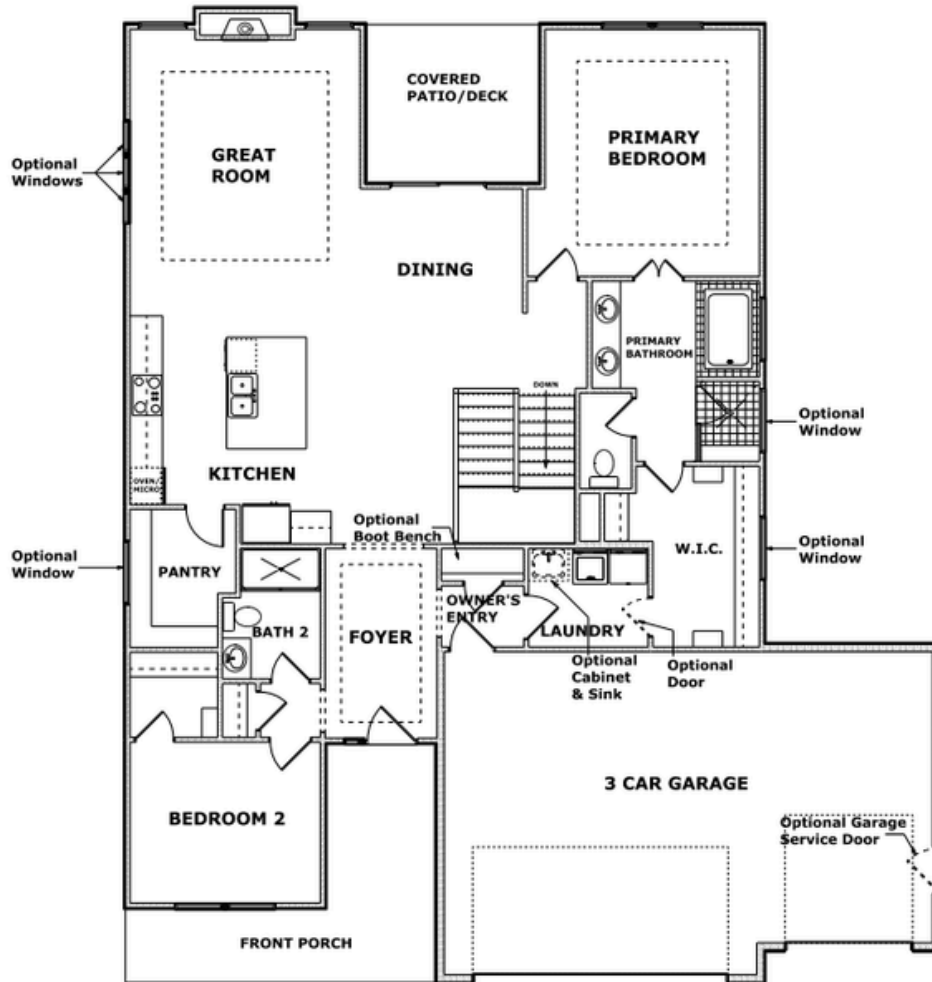 COVERED
PATIO/DECK
GREAT
ROOM
PRIMARY
BEDROOM
Optional
Windows
DINING
PRIMARY
BATHROOM
DOWN
Optional
Window
KITCHEN
OVEN/
MICRO
Optional
Boot Bench
Optional
Window
PANTRY
W.I.C.
Optional
Window
OWNER'S
ENTRY
BATH 2
FOYER
LAUNDRY
Optional
Cabinet
& Sink
Optional
Door
3 CAR GARAGE
BEDROOM 2
Optional Garage
Service Door
FRONT PORCH